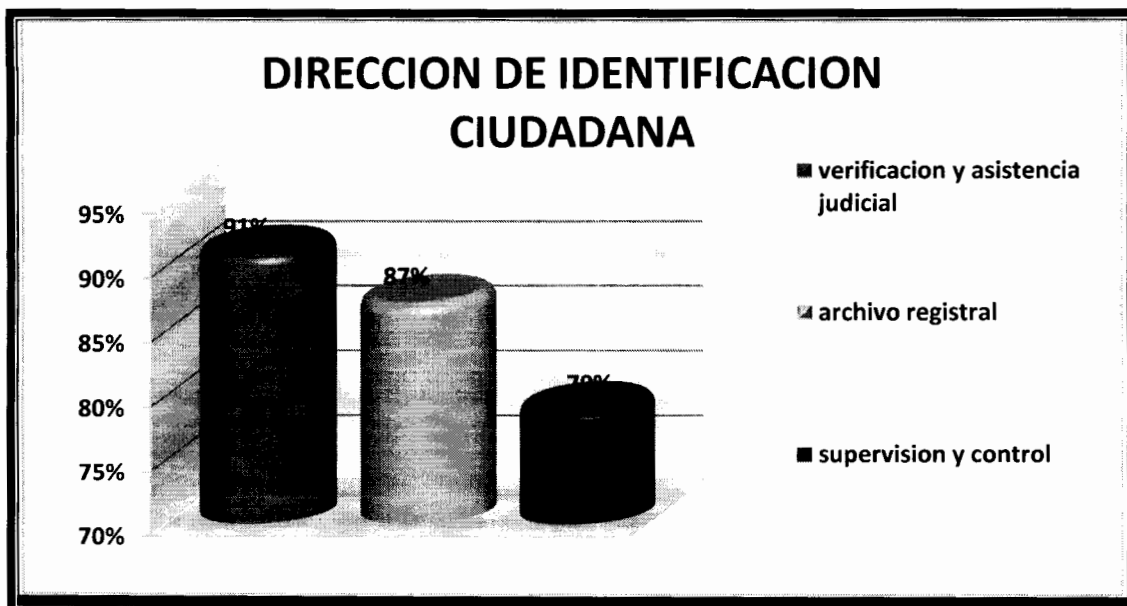 DIRECCION DE IDENTIFICACION
CIUDADANA
95%
90%
85%
80%
75%
70%
91%
87%
79%
verificacion y asistencia
judicial
archivo registral
supervision y control